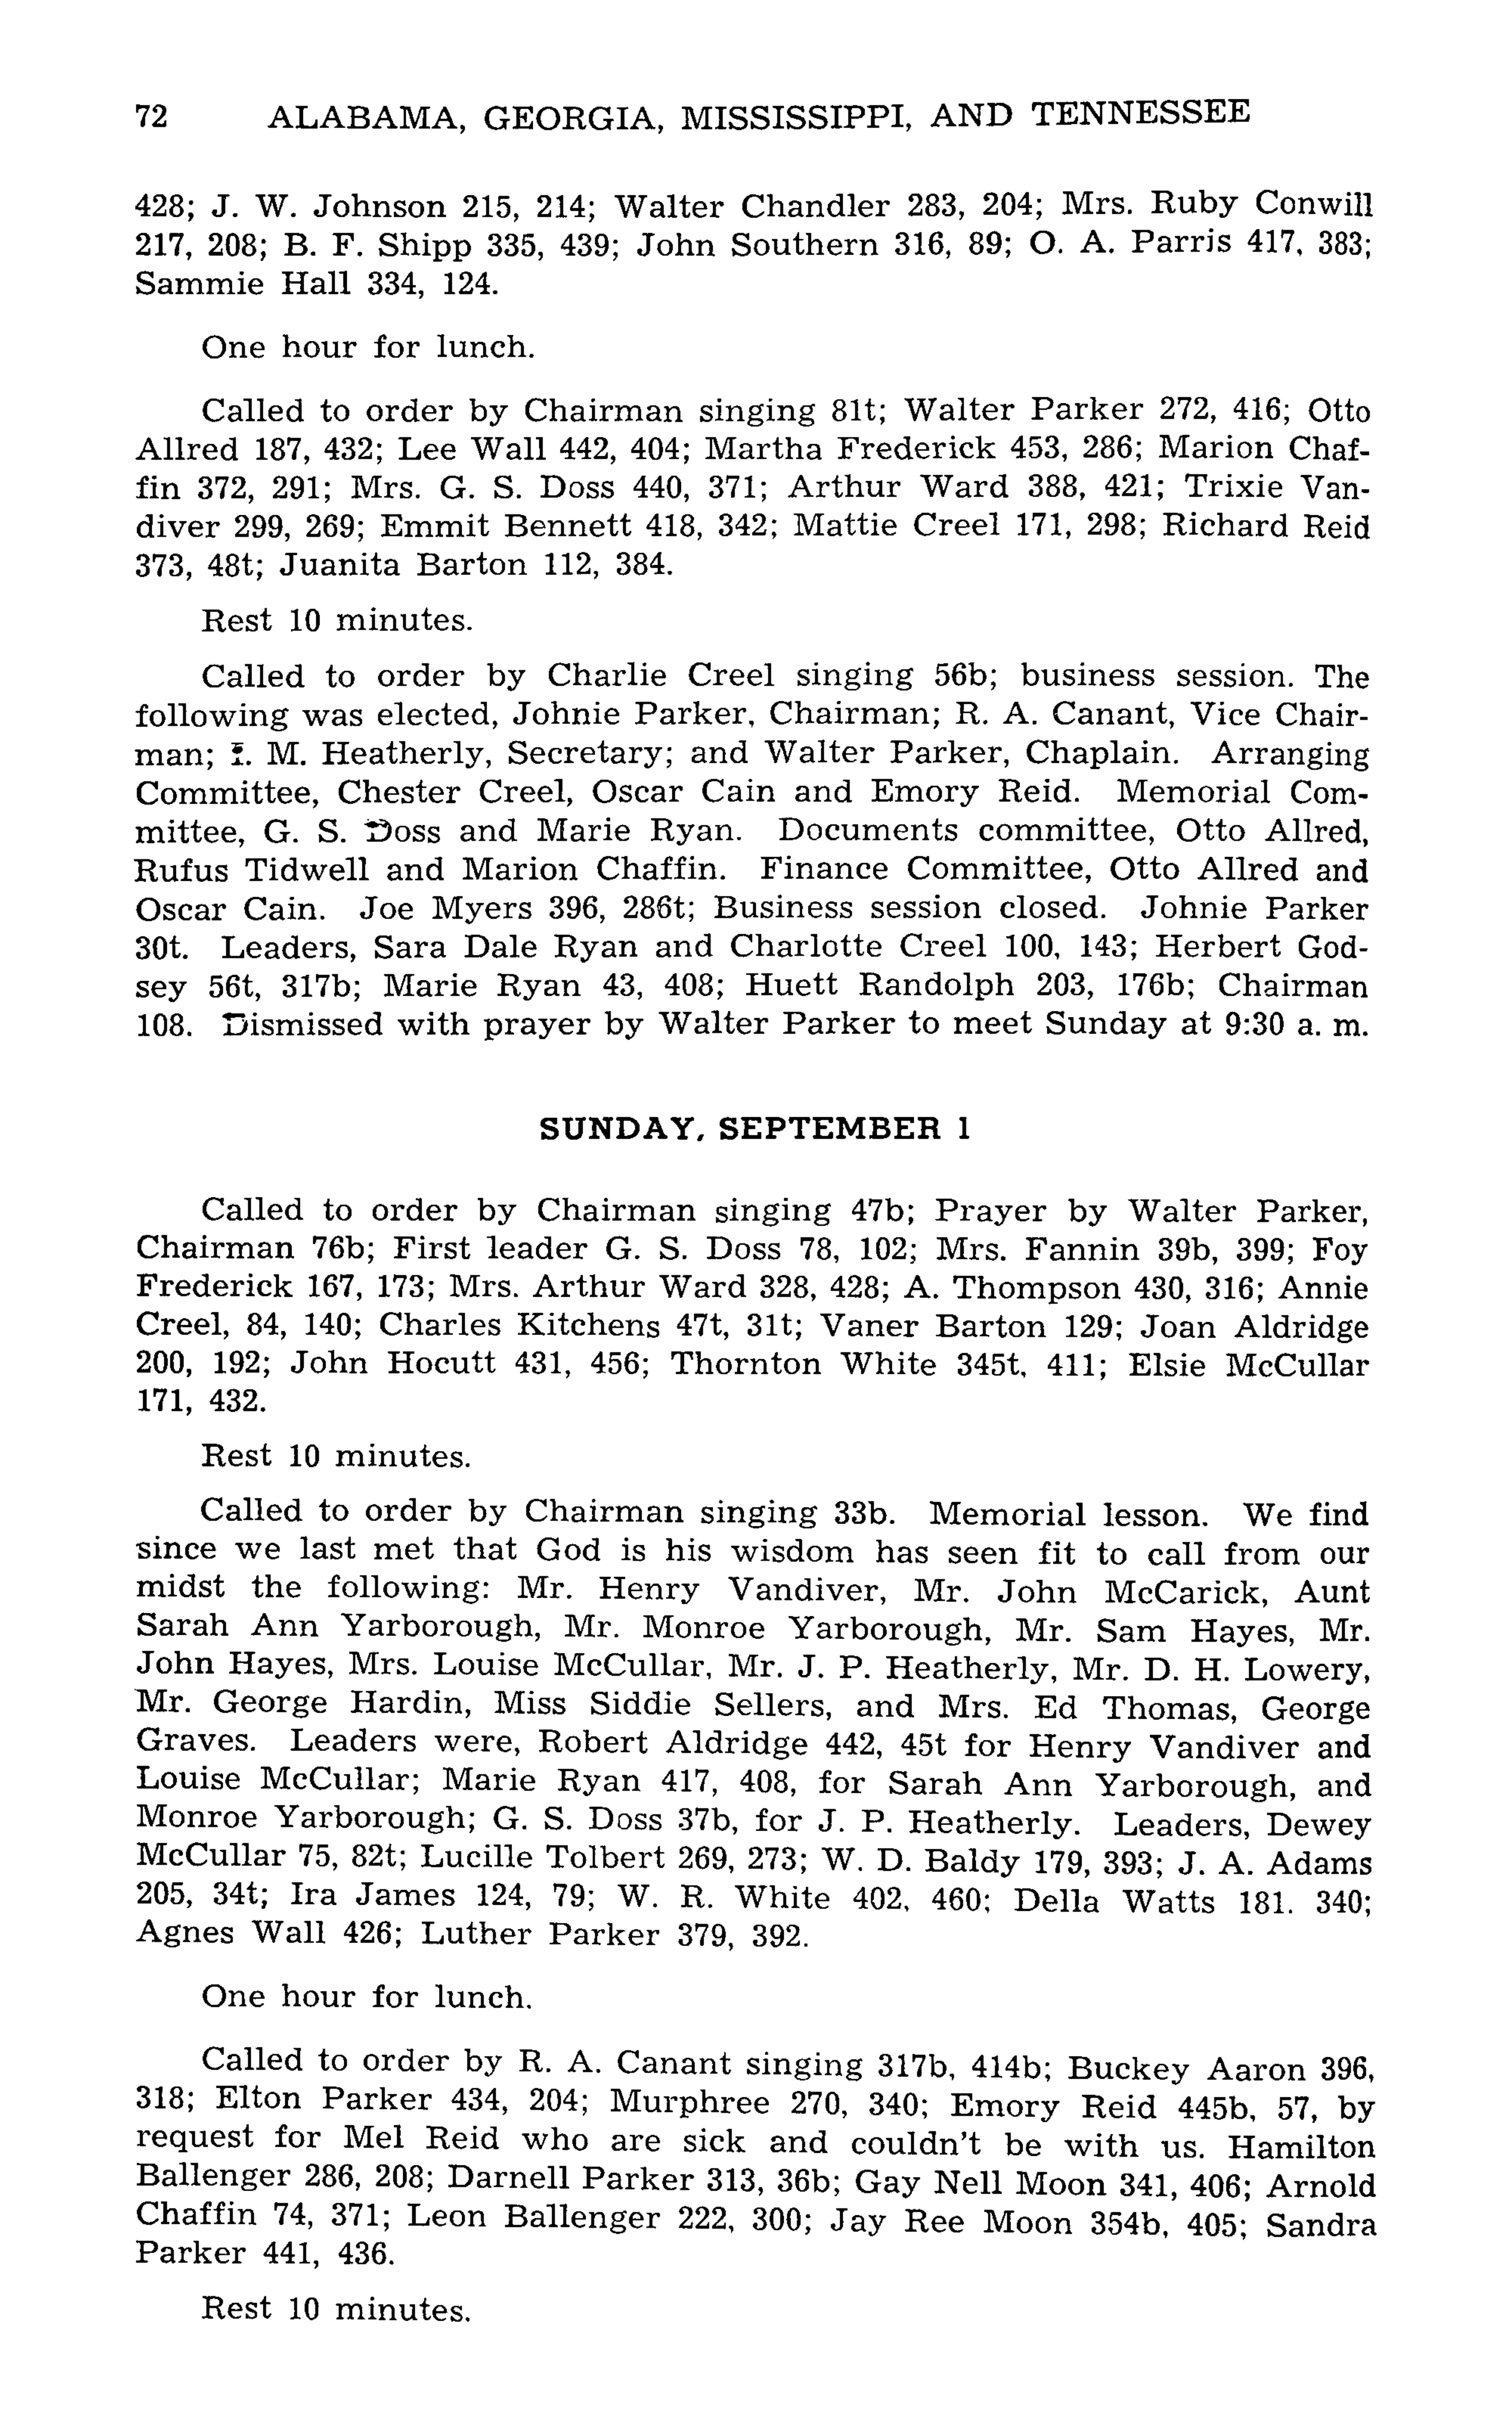 72 ALABAMA, GEORGIA, MISSISSIPPI, AND TENNESSEE
428; J. W. Johnson 215, 214; Walter Chandler 283, 204; Mrs. Ruby Conwill
217, 208; B. F. Shipp 335, 439; John Southern 316, 89; O. A. Parris 417, 383;
Sammie Hall 334, 124.
One hour for lunch.
Called to order by Chairman singing 81t; Walter Parker 272, 416; Otto
Allred 187, 432; Lee Wall 442, 404; Martha Frederick 453, 286; Marion Chaf-
fin 372, 291; Mrs. G. S. Doss 440, 371; Arthur Ward 388, 421; Trixie Van-
diver 299, 269; Emmit Bennett 418, 342; Mattie Creel 171, 298; Richard Reid
373, 48t; Juanita Barton 112, 384.
Rest 10 minutes.
Called to order by Charlie Creel singing 56b; business session. The
following was elected, Johnie Parker, Chairman; R. A. Canant, Vice Chair-
man; I. M. Heatherly, Secretary; and Walter Parker, Chaplain. Arranging
Committee, Chester Creel, Oscar Cain and Emory Reid. Memorial Com-
mittee, G. S. Doss and Marie Ryan. Documents committee, Otto Allred,
Rufus Tidwell and Marion Chaffin. Finance Committee, Otto Allred and
Oscar Cain. Joe Myers 396, 286t; Business session closed. Johnie Parker
30t. Leaders, Sara Dale Ryan and Charlotte Creel 100, 143; Herbert God-
sey 56t, 317b; Marie Ryan 43, 408; Huett Randolph 203, 176b; Chairman
108. Dismissed with prayer by Walter Parker to meet Sunday at 9:30 a. m.
SUNDAY, SEPTEMBER 1
Called to order by Chairman singing 47b; Prayer by Walter Parker,
Chairman 76b; First leader G. S. Doss 78, 102; Mrs. Fannin 39b, 399; Foy
Frederick 167, 173; Mrs. Arthur Ward 328, 428; A. Thompson 430, 316; Annie
Creel, 84, 140; Charles Kitchens 47t, 31t; Vaner Barton 129; Joan Aldridge
200, 192; John Hocutt 431, 456; Thornton White 345t, 411; Elsie McCullar
171, 432.
Rest 10 minutes.
Called to order by Chairman singing 33b. Memorial lesson. We find
since we last met that God is his wisdom has seen fit to call from our
midst the following: Mr. Henry Vandiver, Mr. John McCarick, Aunt
Sarah Ann Yarborough, Mr. Monroe Yarborough, Mr. Sam Hayes, Mr.
John Hayes, Mrs. Louise McCullar, Mr. J. P. Heatherly, Mr. D. H. Lowery,
Mr. George Hardin, Miss Siddie Sellers, and Mrs. Ed Thomas, George
Graves. Leaders were, Robert Aldridge 442, 45t for Henry Vandiver and
Louise McCullar; Marie Ryan 417, 408, for Sarah Ann Yarborough, and
Monroe Yarborough; G. S. Doss 37b, for J. P. Heatherly. Leaders, Dewey
McCullar 75, 82t; Lucille Tolbert 269, 273; W. D. Baldy 179, 393; J. A. Adams
205, 34t; Ira James 124, 79; W. R. White 402, 460; Della Watts 181. 340;
Agnes Wall 426; Luther Parker 379, 392.
One hour for lunch.
Called to order by R. A. Canant singing 317b, 414b; Buckey Aaron 396,
318; Elton Parker 434, 204; Murphree 270, 340; Emory Reid 445b, 57, by
request for Mel Reid who are sick and couldn't be with us. Hamilton
Ballenger 286, 208; Darnell Parker 313, 36b; Gay Nell Moon 341, 406; Arnold
Chaffin 74, 371; Leon Ballenger 222, 300; Jay Ree Moon 354b, 405; Sandra
Parker 441, 436.
Rest 10 minutes.